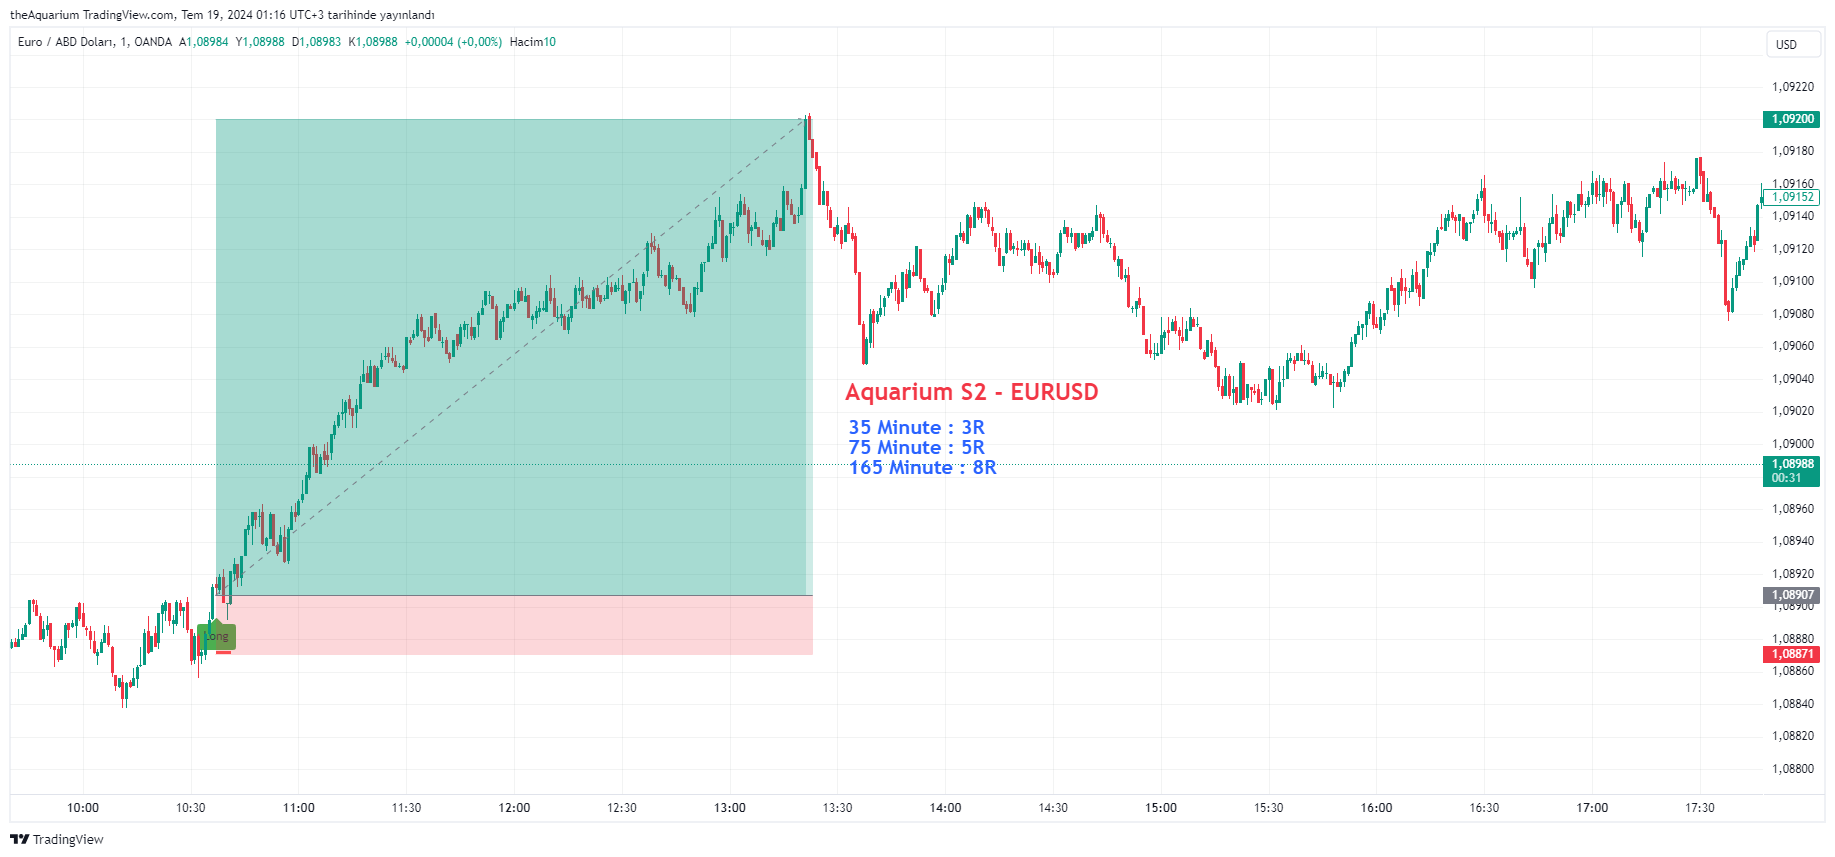 theAquarium TradingView.com, Tem 19, 2024 01:16 UTC+3 tarihinde yayınlandı
Euro / ABD Doları, 1, OANDA A1,08984 Y1,08988 D1,08983 K1,08988 +0,00004 (+0,00%) Hacim10
USD
1,09220
1,09200
1,09180
1,09160
1,09152
1,09140
1,09120
1,09100
1,09080
1,09060
1,09040
1,09020
1,09000
1,08988
00:31
1,08960
1,08940
1,08920
1,08907
1,08900
1,08880
1,08871
1,08860
1,08840
1,08820
1,08800
Aquarium S2 - EURUSD
35 Minute : 3R
75 Minute : 5R
165 Minute : 8R
Long
10:00 10:30 11:00 11:30 12:00 12:30 13:00 13:30 14:00 14:30 15:00 15:30 16:00 16:30 17:00 17:30
TradingView